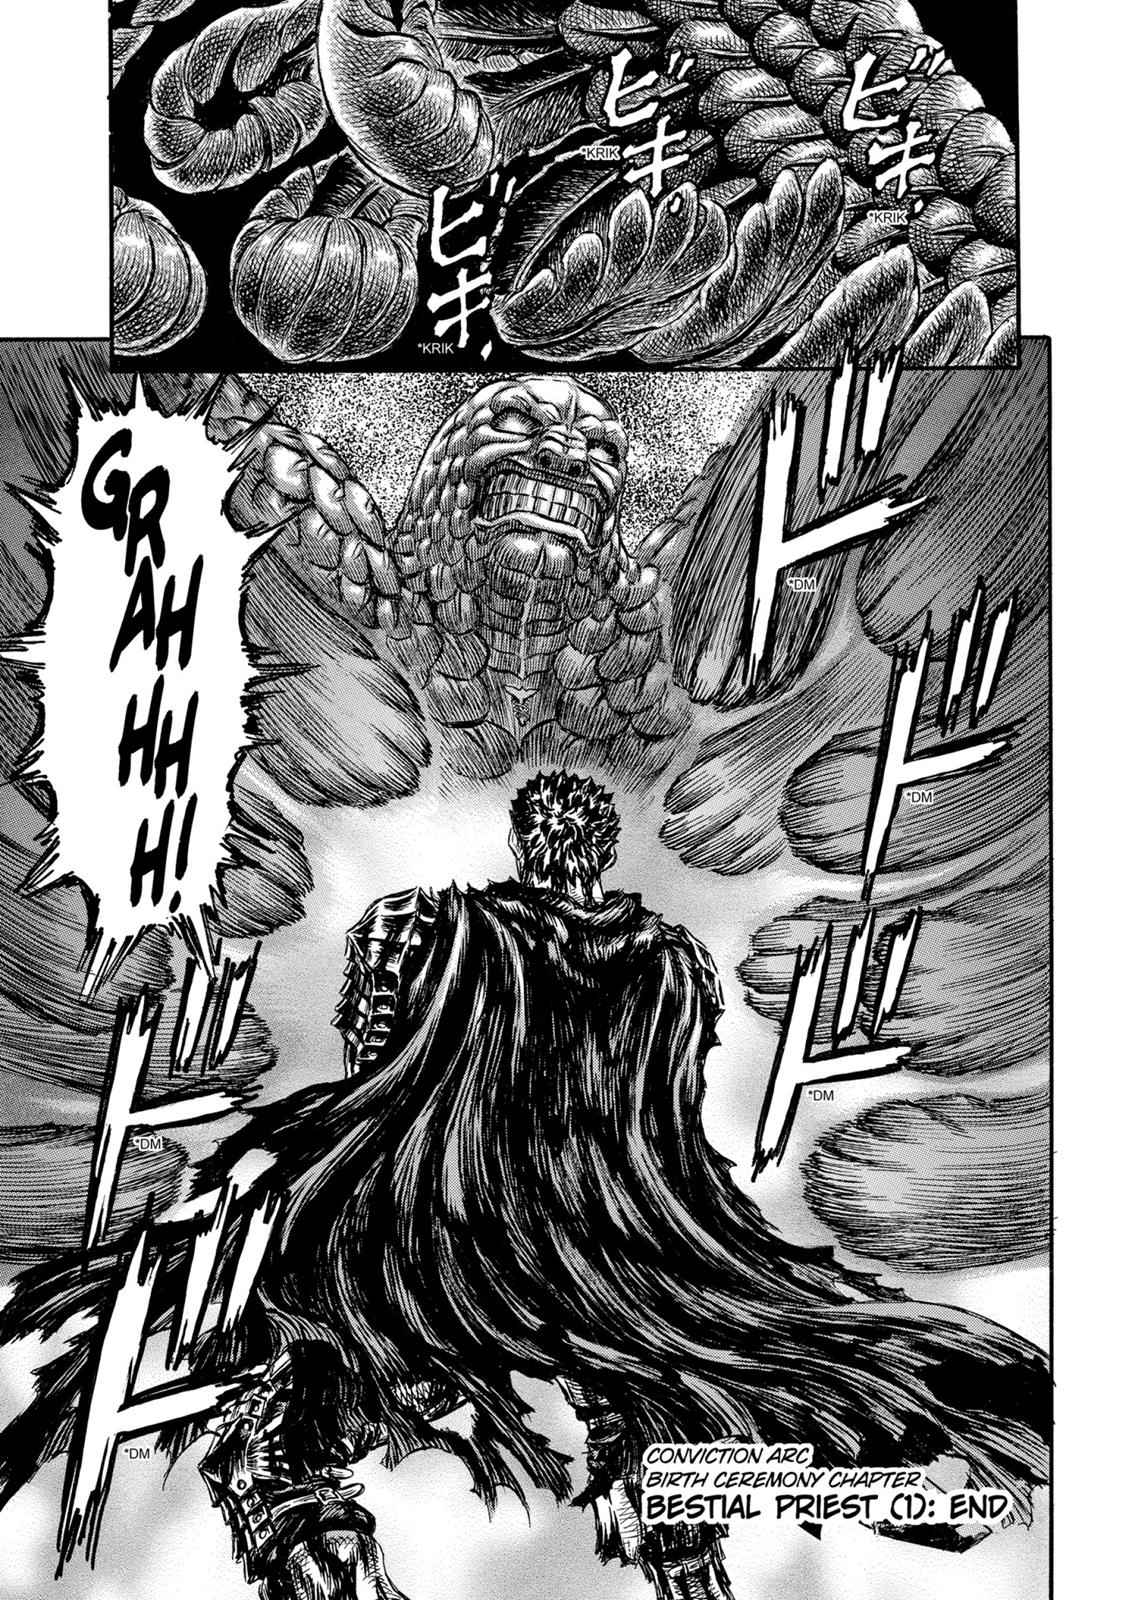 ビキ
*KRIK
ビキ
*KRIK
ビキ
*KRIK
GRAHHHHH!
ド
*DM
ド
*DM
ド
*DM
ド
*DM
ド
*DM
CONVICTION ARC
BIRTH CEREMONY CHAPTER
BESTIAL PRIEST (1): END